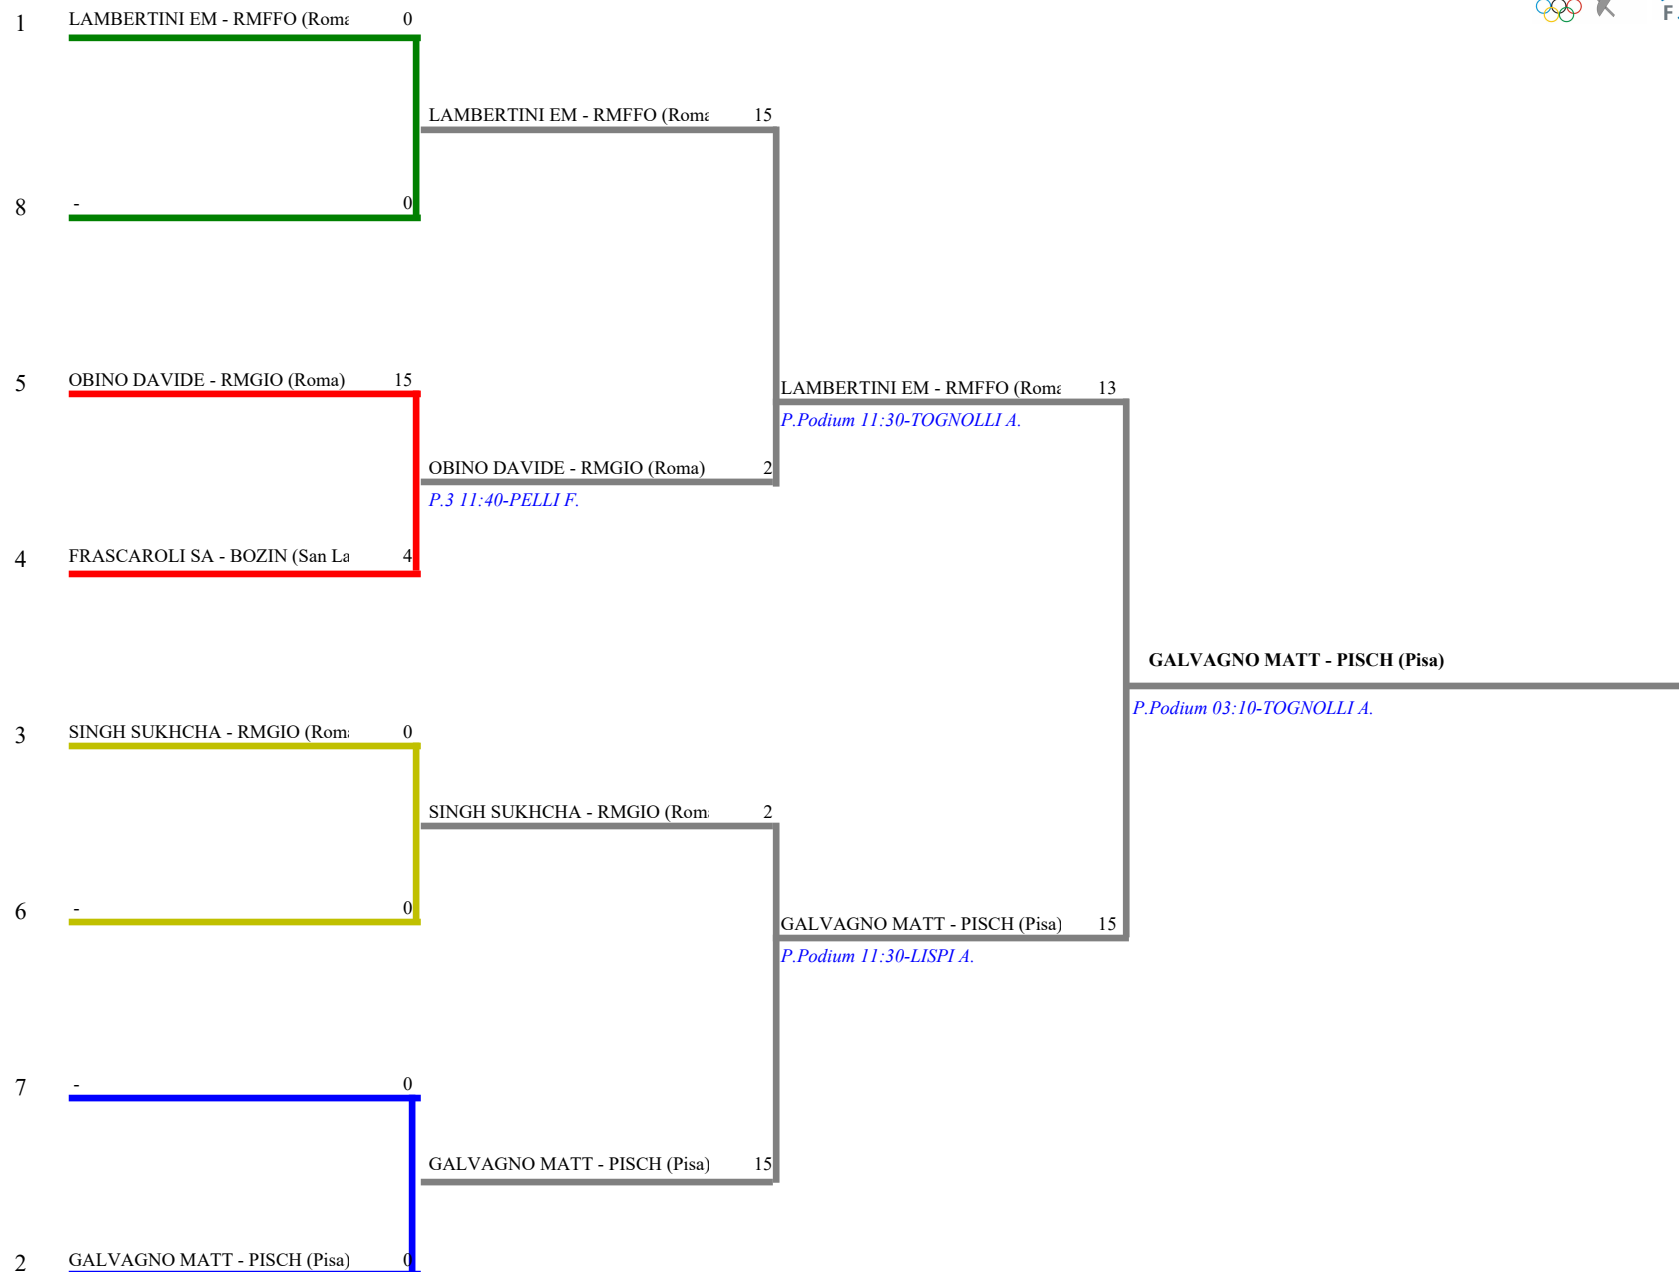 1 LAMBERTINI EM - RMFFO (Roma 0
F
LAMBERTINI EM - RMFFO (Roma 15
8 - 0
5 OBINO DAVIDE - RMGIO (Roma) 15
LAMBERTINI EM - RMFFO (Roma 13
P.Podium 11:30-TOGNOLLI A.
OBINO DAVIDE - RMGIO (Roma) 2
P.3 11:40-PELLI F.
4 FRASCAROLI SA - BOZIN (San La 4
GALVAGNO MATT - PISCH (Pisa)
P.Podium 03:10-TOGNOLLI A.
3 SINGH SUKHCHA - RMGIO (Roma 0
SINGH SUKHCHA - RMGIO (Roma 2
6 - 0
GALVAGNO MATT - PISCH (Pisa) 15
P.Podium 11:30-LISPI A.
7 - 0
GALVAGNO MATT - PISCH (Pisa) 15
2 GALVAGNO MATT - PISCH (Pisa) 0